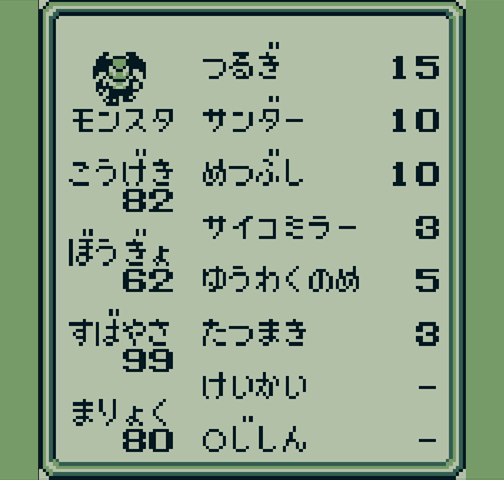 モンスタ
こうげき
82
ぼうぎょ
62
すばやさ
99
まりょく
80
つるぎ 15
サンダー 10
めつぶし 10
サイコミラー 3
ゆうわくのめ 5
たつまき 3
けいかい -
○じしん -